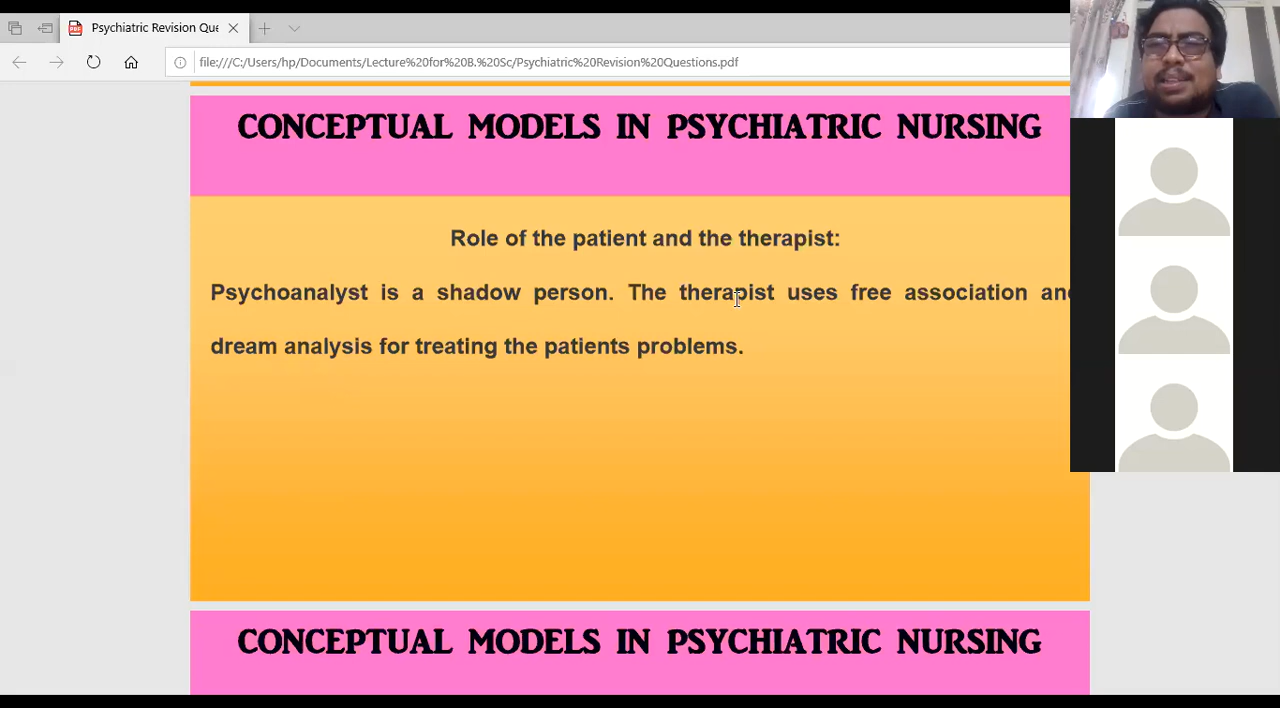 Psychiatric Revision Que
file:///C:/Users/hp/Documents/Lecture%20for%20B.%20Sc/Psychiatric%20Revision%20Questions.pdf
CONCEPTUAL MODELS IN PSYCHIATRIC NURSING
Role of the patient and the therapist:
Psychoanalyst is a shadow person. The therapist uses free association and
dream analysis for treating the patients problems.
CONCEPTUAL MODELS IN PSYCHIATRIC NURSING